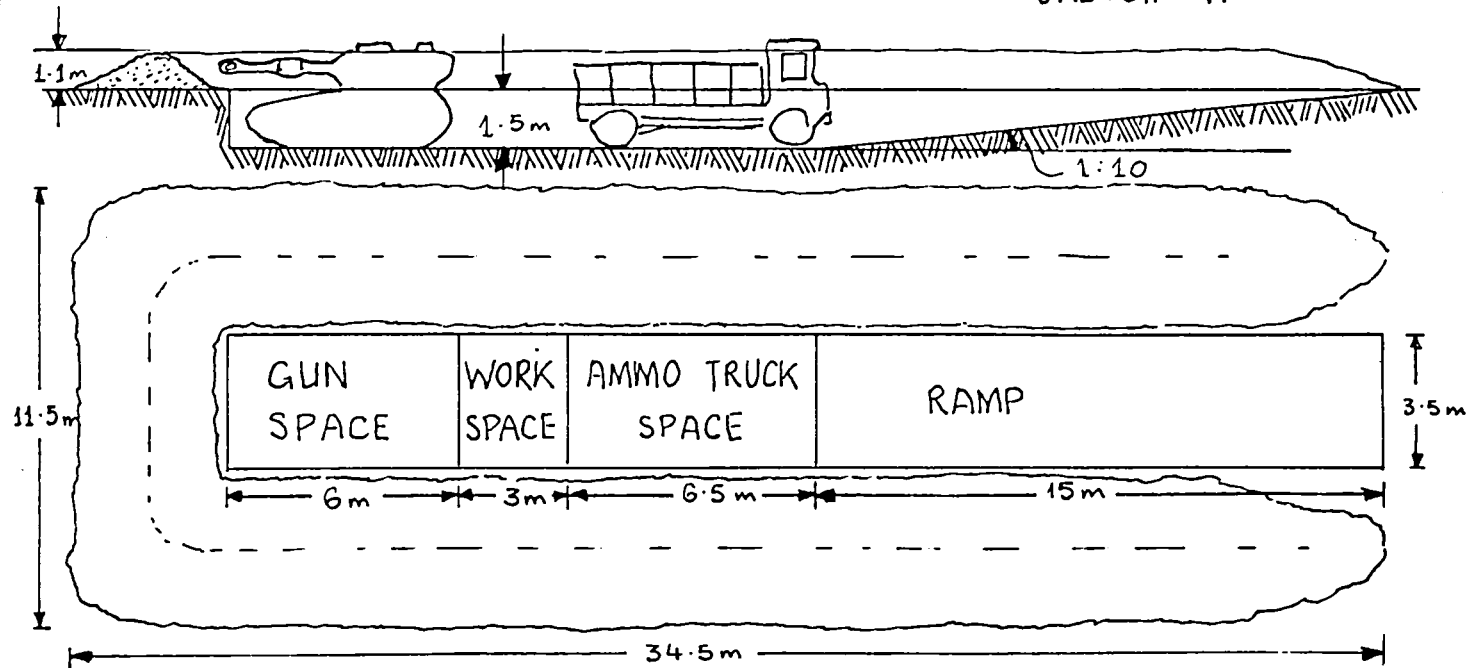 1·1m
1·5m
1:10
GUN
SPACE
WORK
SPACE
AMMO TRUCK
SPACE
RAMP
11·5m
3·5m
6m
3m
6·5m
15m
34·5m